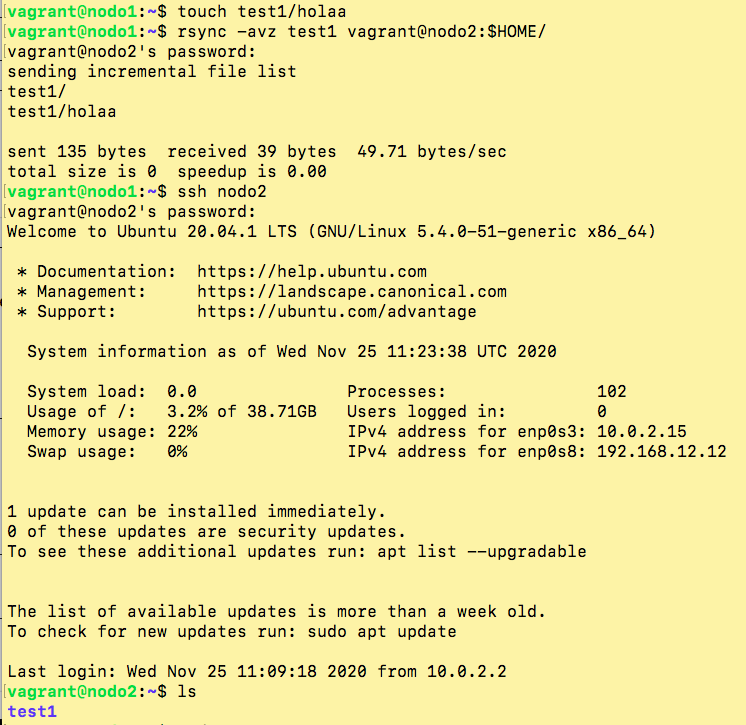 [vagrant@nodo1:~$ touch test1/holaa
[vagrant@nodo1:~$ rsync -avz test1 vagrant@nodo2:$HOME/
[vagrant@nodo2's password:
sending incremental file list
test1/
test1/holaa
sent 135 bytes  received 39 bytes  49.71 bytes/sec
total size is 0  speedup is 0.00
[vagrant@nodo1:~$ ssh nodo2
[vagrant@nodo2's password:
Welcome to Ubuntu 20.04.1 LTS (GNU/Linux 5.4.0-51-generic x86_64)
 * Documentation:  https://help.ubuntu.com
 * Management:     https://landscape.canonical.com
 * Support:        https://ubuntu.com/advantage
  System information as of Wed Nov 25 11:23:38 UTC 2020
  System load:  0.0               Processes:               102
  Usage of /:   3.2% of 38.71GB   Users logged in:         0
  Memory usage: 22%               IPv4 address for enp0s3: 10.0.2.15
  Swap usage:   0%                IPv4 address for enp0s8: 192.168.12.12
1 update can be installed immediately.
0 of these updates are security updates.
To see these additional updates run: apt list --upgradable
The list of available updates is more than a week old.
To check for new updates run: sudo apt update
Last login: Wed Nov 25 11:09:18 2020 from 10.0.2.2
[vagrant@nodo2:~$ ls
test1